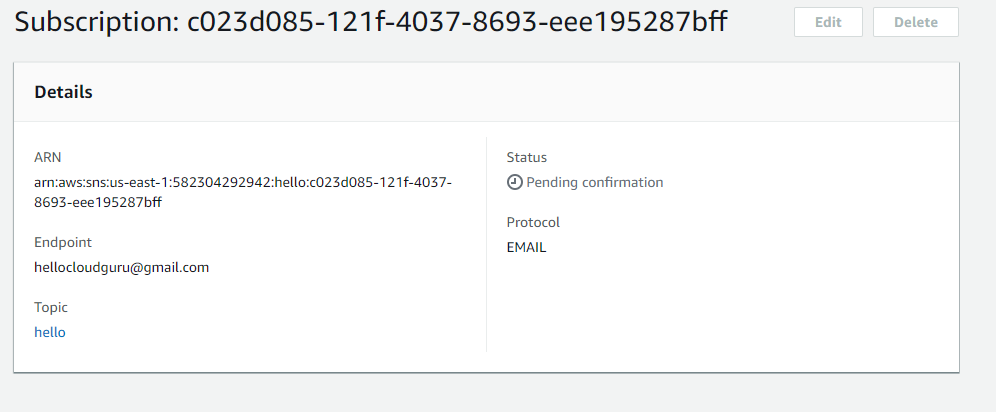 Subscription: c023d085-121f-4037-8693-eee195287bff
Edit
Delete
Details
ARN
arn:aws:sns:us-east-1:582304292942:hello:c023d085-121f-4037-
8693-eee195287bff
Endpoint
hellocloudguru@gmail.com
Topic
hello
Status
Pending confirmation
Protocol
EMAIL